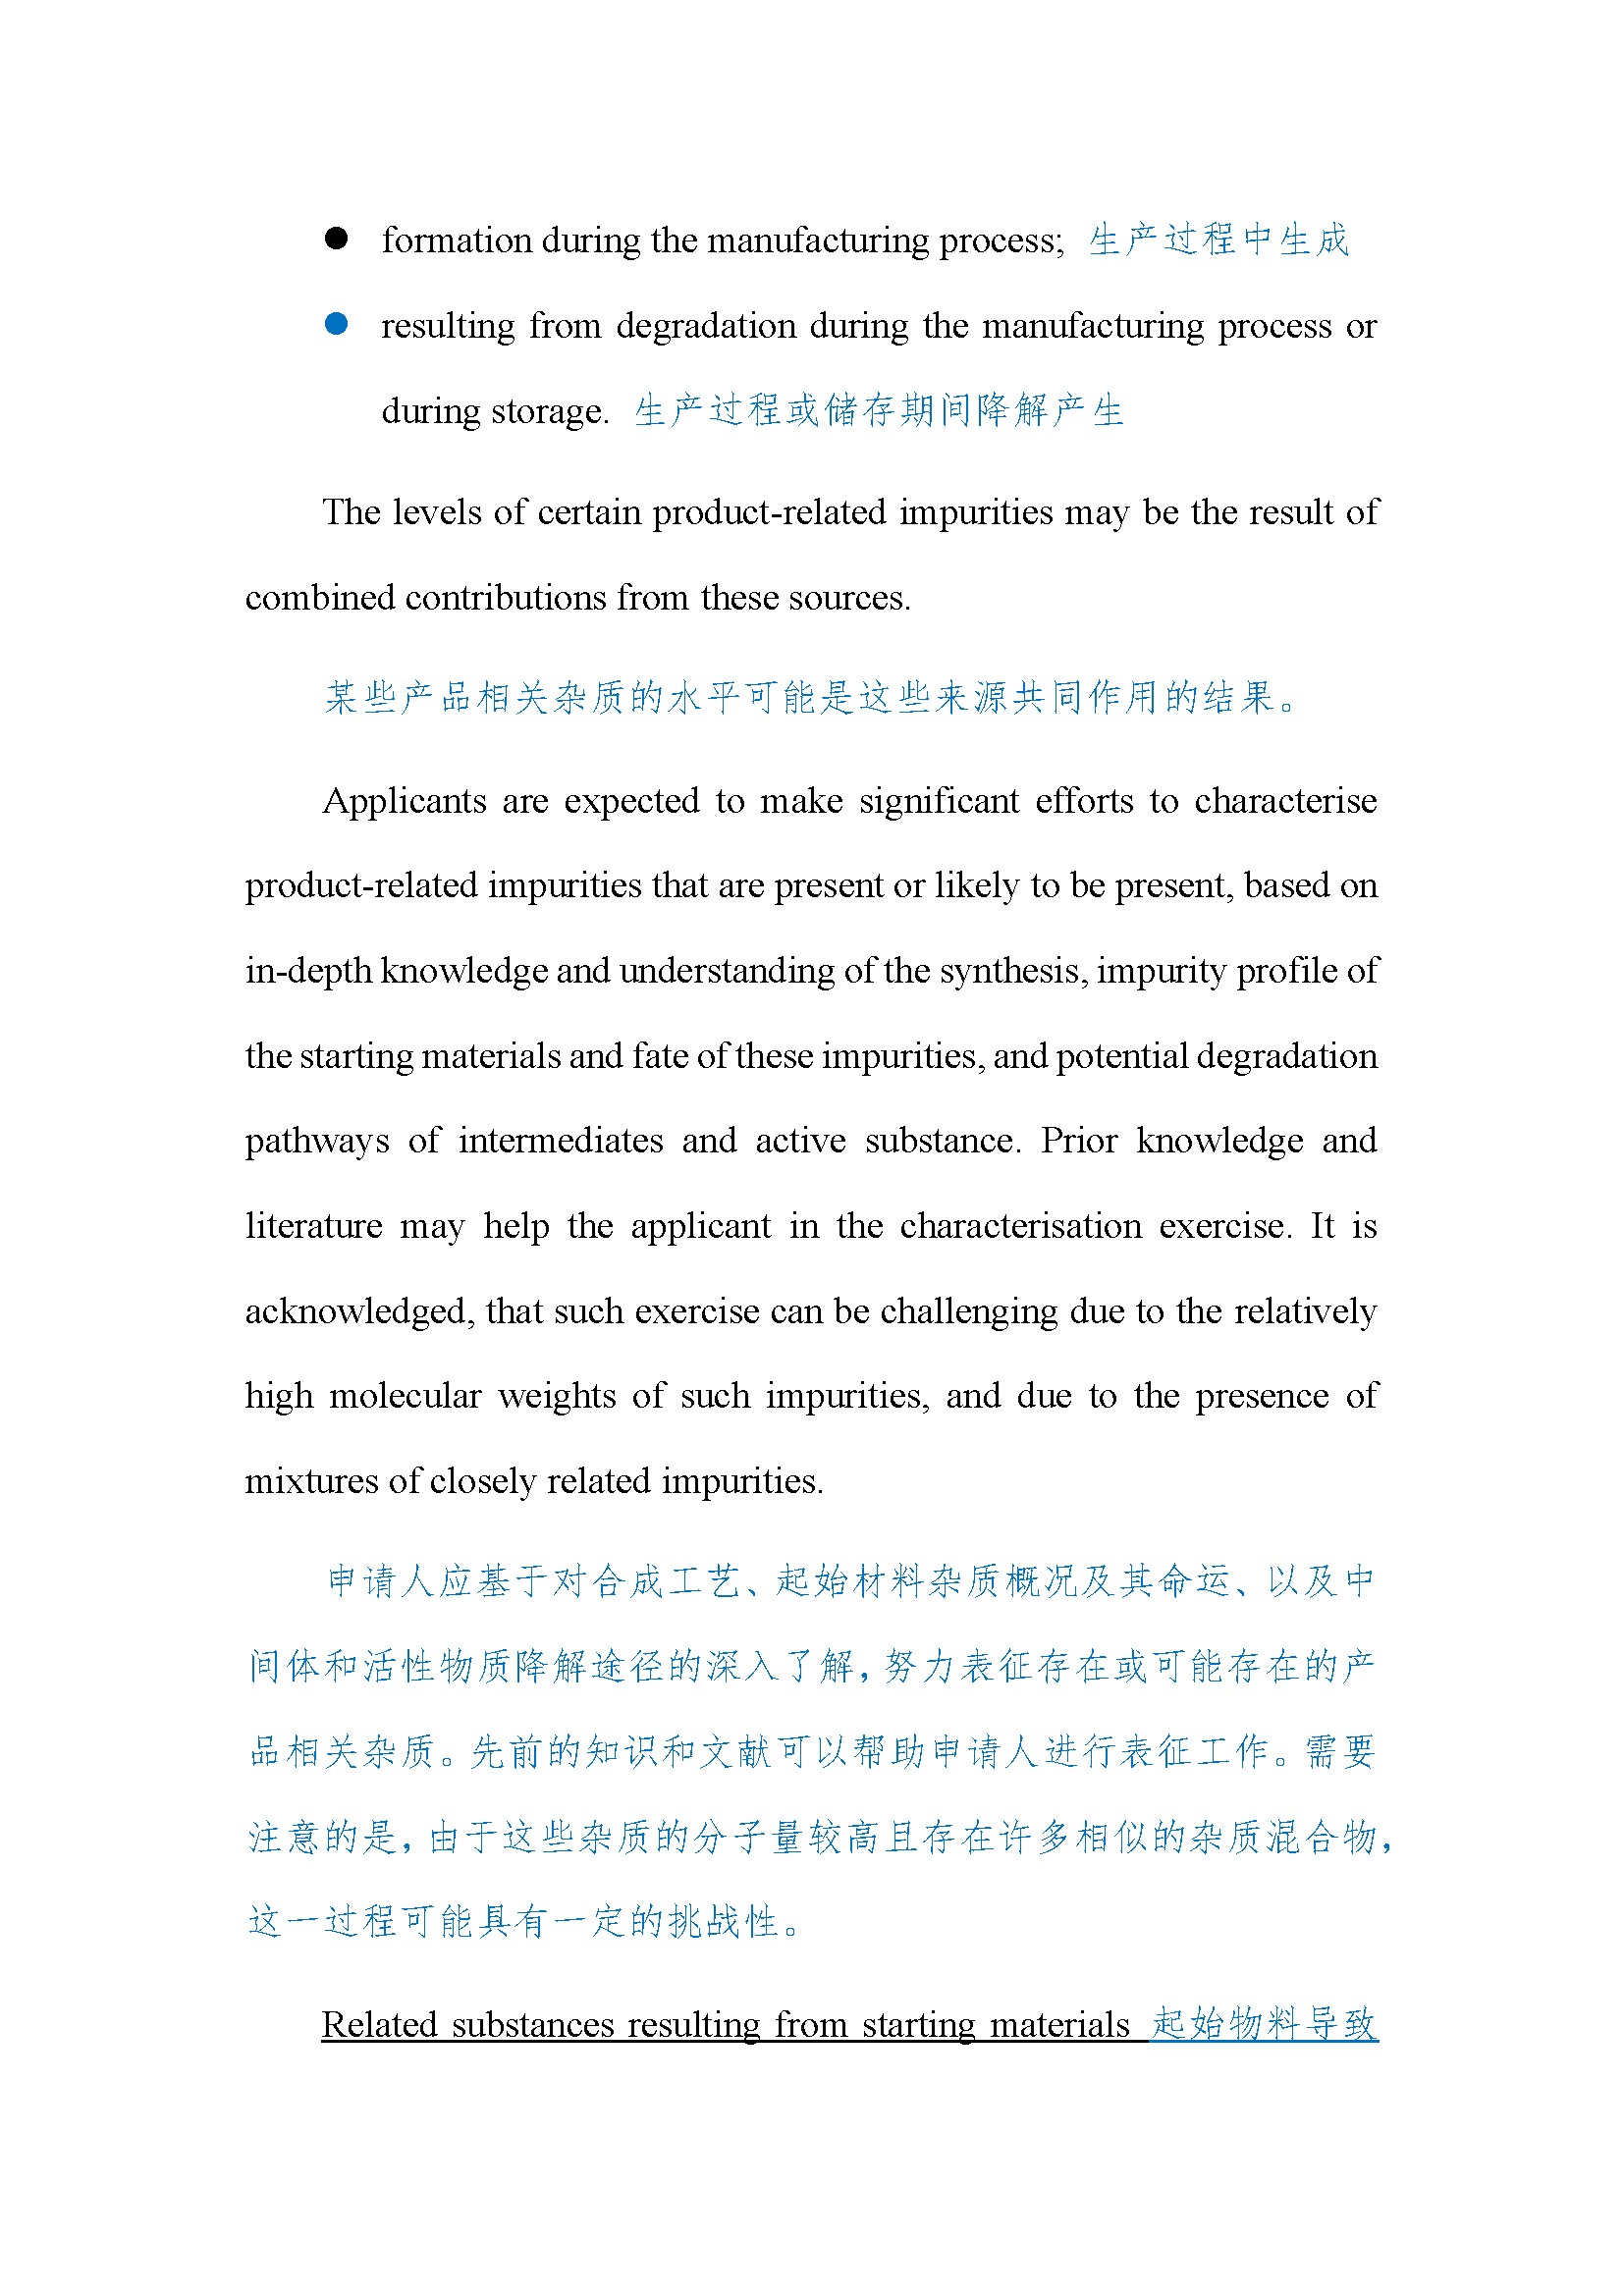 ● formation during the manufacturing process; 生产过程中生成
● resulting from degradation during the manufacturing process or
during storage. 生产过程或储存期间降解产生
The levels of certain product-related impurities may be the result of
combined contributions from these sources.
某些产品相关杂质的水平可能是这些来源共同作用的结果。
Applicants are expected to make significant efforts to characterise
product-related impurities that are present or likely to be present, based on
in-depth knowledge and understanding of the synthesis, impurity profile of
the starting materials and fate of these impurities, and potential degradation
pathways of intermediates and active substance. Prior knowledge and
literature may help the applicant in the characterisation exercise. It is
acknowledged, that such exercise can be challenging due to the relatively
high molecular weights of such impurities, and due to the presence of
mixtures of closely related impurities.
申请人应基于对合成工艺、起始材料杂质概况及其命运、以及中
间体和活性物质降解途径的深入了解，努力表征存在或可能存在的产
品相关杂质。先前的知识和文献可以帮助申请人进行表征工作。需要
注意的是，由于这些杂质的分子量较高且存在许多相似的杂质混合物，
这一过程可能具有一定的挑战性。
Related substances resulting from starting materials 起始物料导致